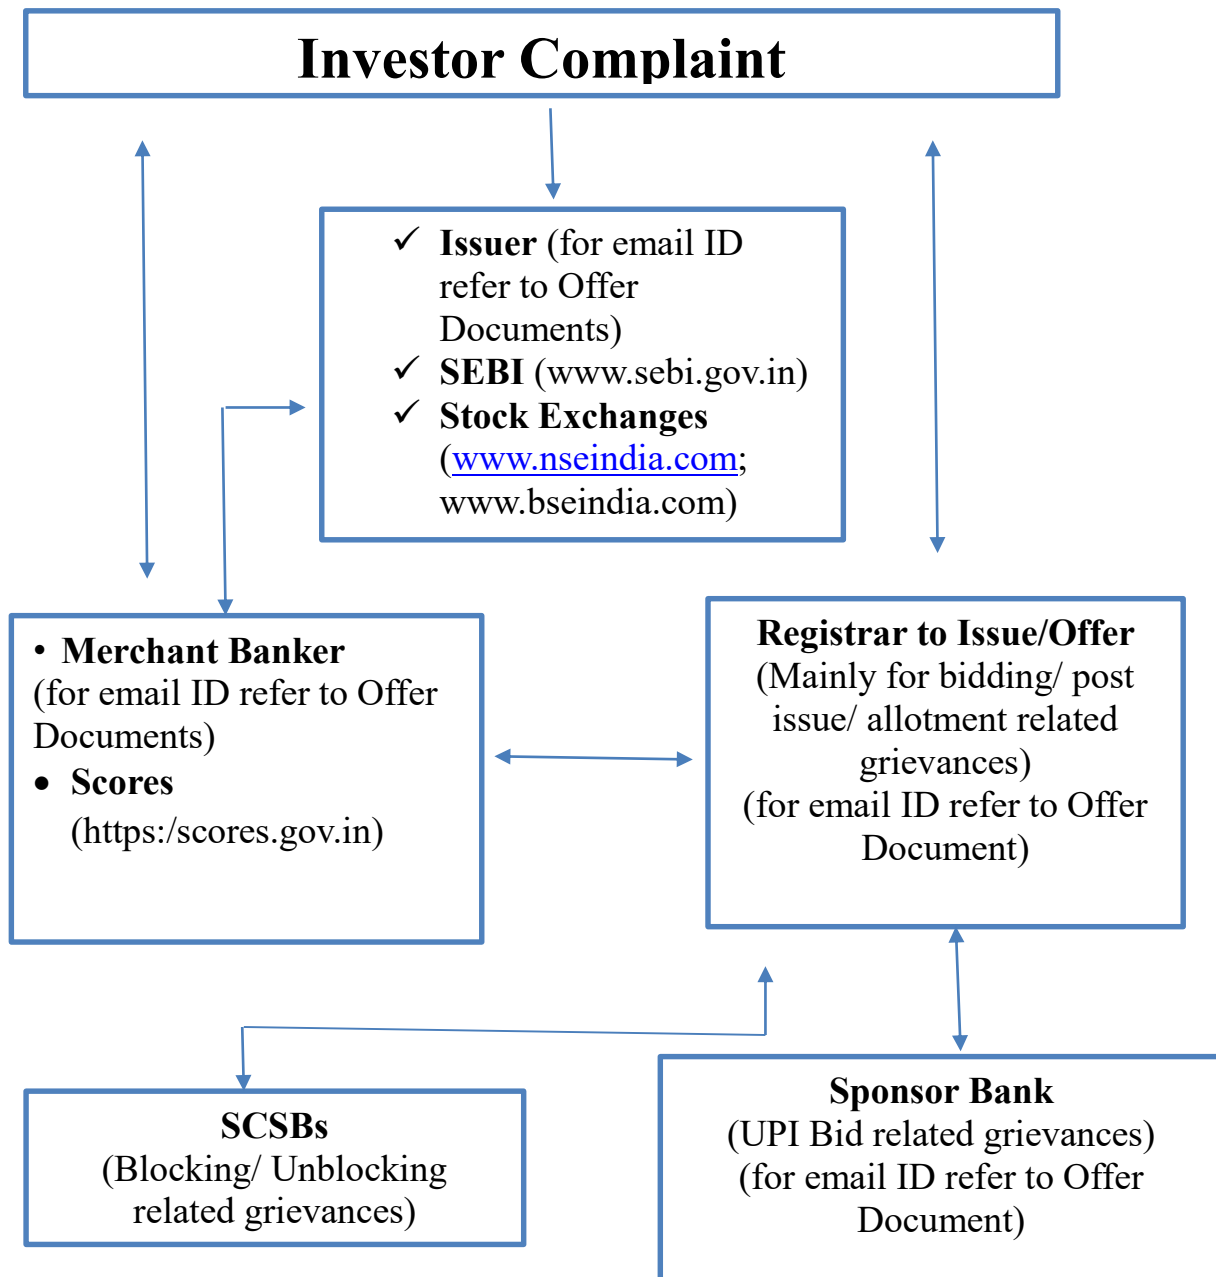 Investor Complaint
✓ Issuer (for email ID
refer to Offer
Documents)
✓ SEBI (www.sebi.gov.in)
✓ Stock Exchanges
(www.nseindia.com;
www.bseindia.com)
• Merchant Banker
(for email ID refer to Offer
Documents)
• Scores
(https:/scores.gov.in)
Registrar to Issue/Offer
(Mainly for bidding/ post
issue/ allotment related
grievances)
(for email ID refer to Offer
Document)
SCSBs
(Blocking/ Unblocking
related grievances)
Sponsor Bank
(UPI Bid related grievances)
(for email ID refer to Offer
Document)